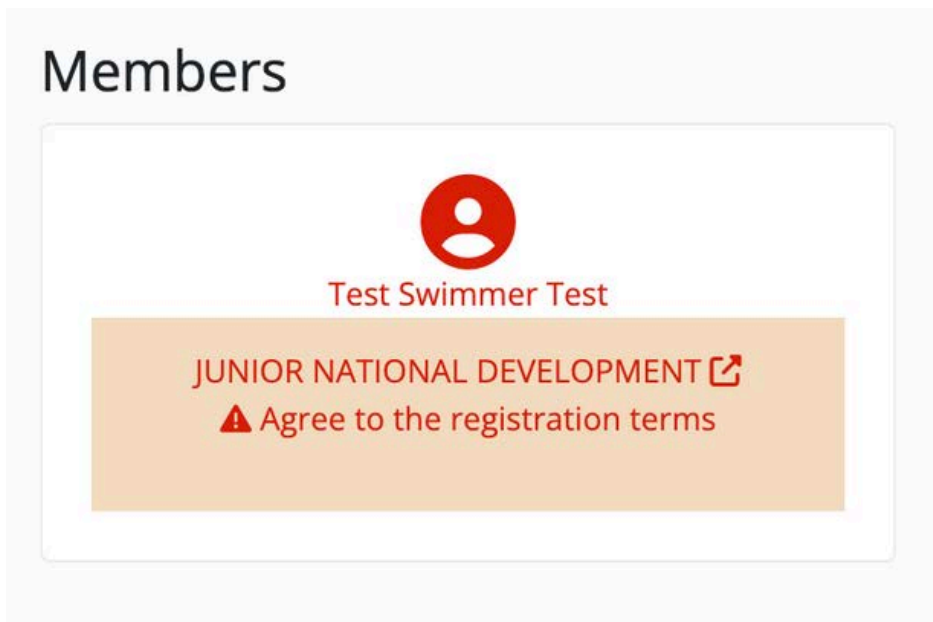 Members
Test Swimmer Test
JUNIOR NATIONAL DEVELOPMENT
Agree to the registration terms